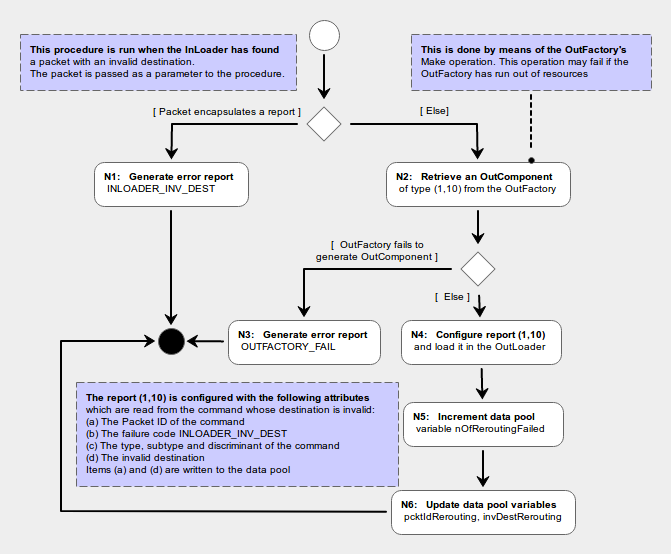 This procedure is run when the InLoader has found
a packet with an invalid destination.
The packet is passed as a parameter to the procedure.
This is done by means of the OutFactory's
Make operation. This operation may fail if the
OutFactory has run out of resources
[ Packet encapsulates a report ]
[ Else]
N1: Generate error report
INLOADER_INV_DEST
N2: Retrieve an OutComponent
of type (1,10) from the OutFactory
[ OutFactory fails to
generate OutComponent ]
[ Else ]
N3: Generate error report
OUTFACTORY_FAIL
N4: Configure report (1,10)
and load it in the OutLoader
The report (1,10) is configured with the following attributes
which are read from the command whose destination is invalid:
(a) The Packet ID of the command
(b) The failure code INLOADER_INV_DEST
(c) The type, subtype and discriminant of the command
(d) The invalid destination
Items (a) and (d) are written to the data pool
N5: Increment data pool
variable nOfReroutingFailed
N6: Update data pool variables
pcktIdRerouting, invDestRerouting